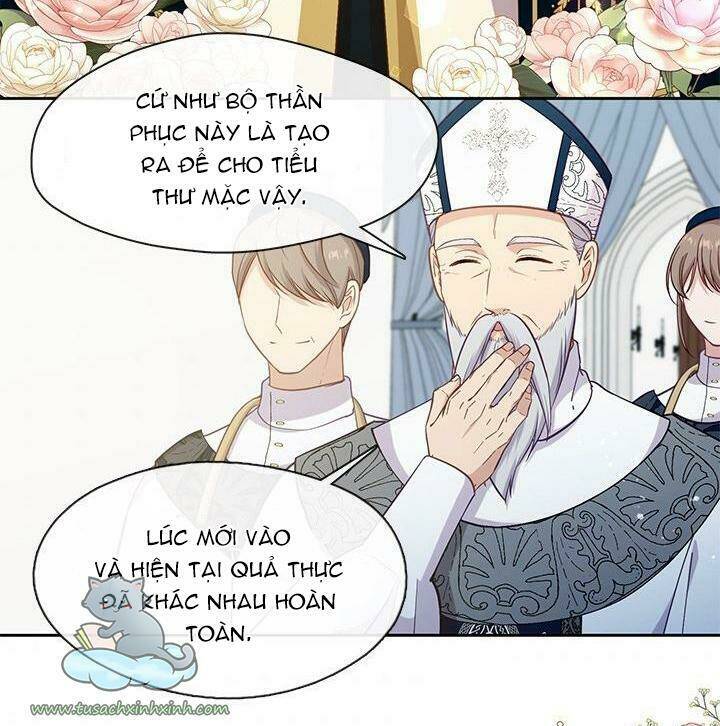 CỨ NHƯ BỘ THẦN
PHỤC NÀY LÀ TẠO
RA ĐỂ CHO TIỂU
THƯ MẶC VẬY.
LÚC MỚI VÀO
VÀ HIỆN TẠI QUẢ THỰC
ĐÃ KHÁC NHAU HOÀN
TOÀN.
www.tusachxinhxinh.com